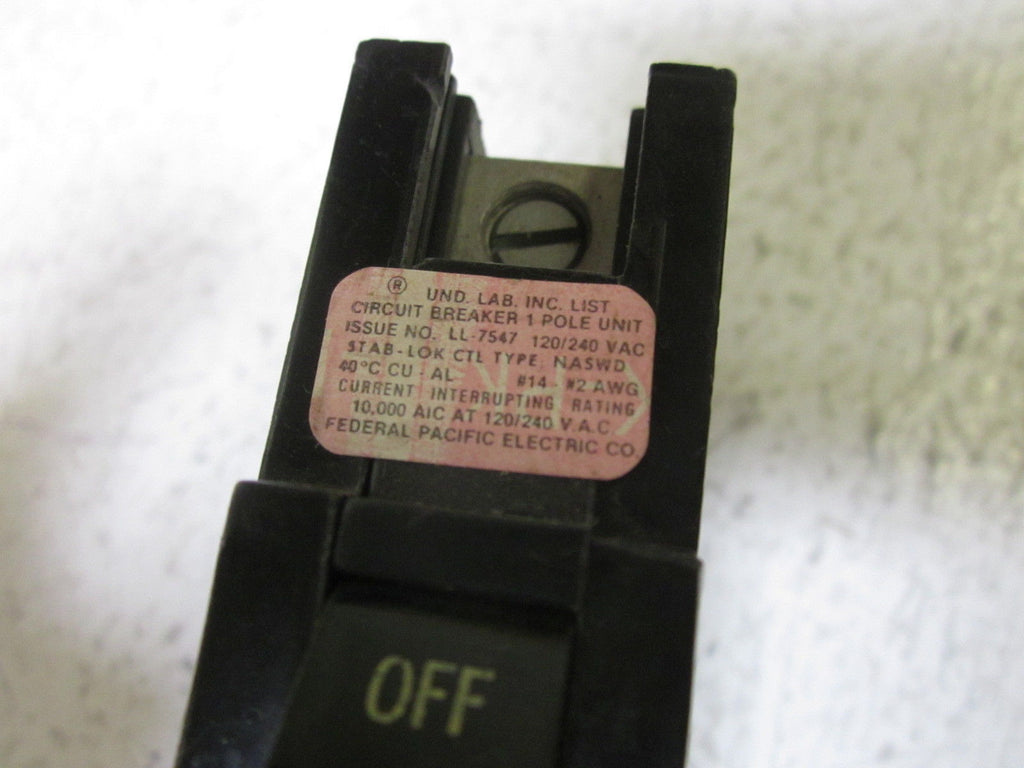 ® UND. LAB. INC. LIST
CIRCUIT BREAKER 1 POLE UNIT
ISSUE NO. LL-7547 120/240 VAC
STAB-LOK CTL TYPE NASWD
40°C CU-AL #14-#2 AWG
CURRENT INTERRUPTING RATING
10,000 AIC AT 120/240 V.A.C.
FEDERAL PACIFIC ELECTRIC CO.
OFF